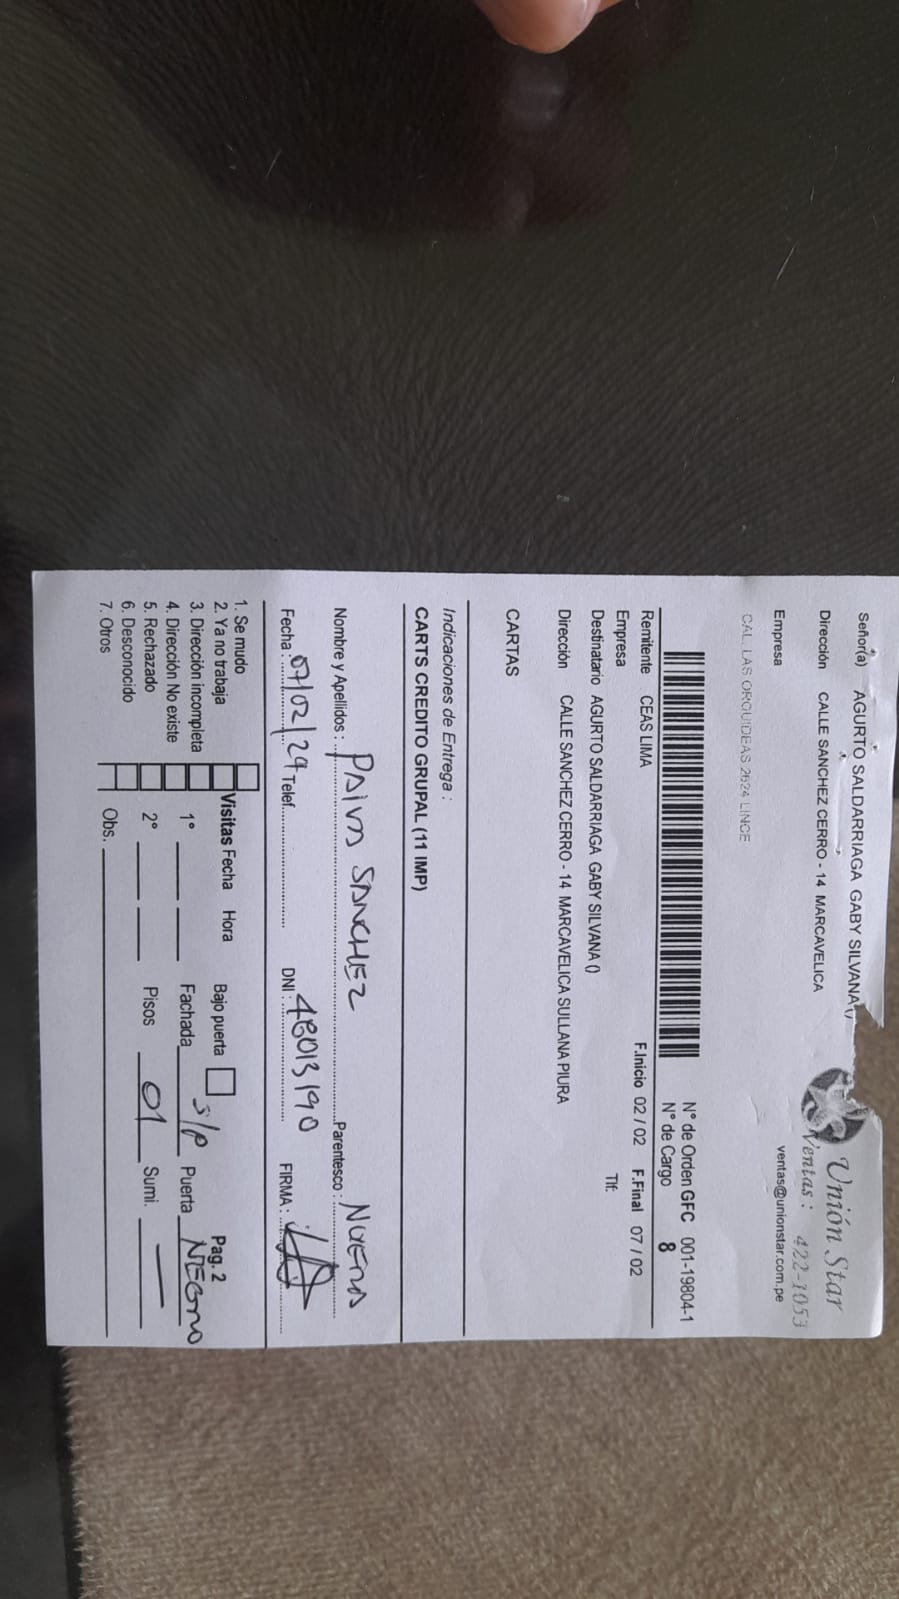 Señor(a) AGURTO SALDARRIAGA GABY SILVANA ()
Dirección CALLE SANCHEZ CERRO - 14 MARCAVELICA
Unión Star
Ventas: 422-1053
Empresa
ventas@unionstar.com.pe
CAL. LAS ORQUIDEAS 2624 LINCE
N° de Orden GFC 001-19804-1
N° de Cargo 8
Remitente CEAS LIMA
F.Inicio 02 / 02 F.Final 07 / 02
Empresa
Tlf:
Destinatario AGURTO SALDARRIAGA GABY SILVANA ()
Dirección CALLE SANCHEZ CERRO - 14 MARCAVELICA SULLANA PIURA
CARTAS
Indicaciones de Entrega :
CARTS CREDITO GRUPAL (11 IMP)
Nombre y Apellidos : PAIVA SANCHEZ Parentesco : NUERA
Fecha : 07/02/24 Telef. DNI : 48013190 FIRMA :
1. Se mudo
2. Ya no trabaja
3. Dirección incompleta
4. Dirección No existe
5. Rechazado
6. Desconocido
7. Otros
Visitas Fecha Hora
1°
2°
Obs.
Bajo puerta
Pag. 2
Fachada S/P Puerta NEGRO
Pisos 01 Sumi. —